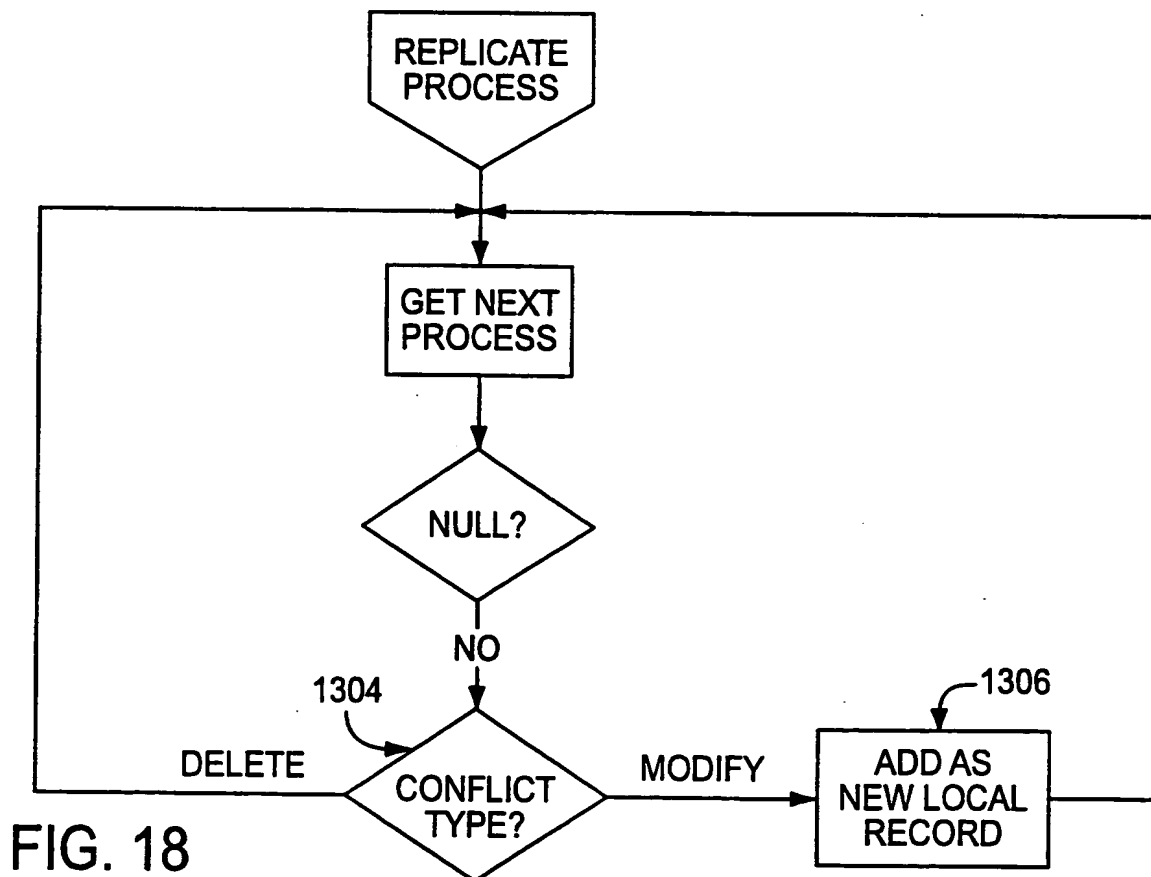 REPLICATE
PROCESS
GET NEXT
PROCESS
NULL?
NO
1304
1306
DELETE
CONFLICT
TYPE?
MODIFY
ADD AS
NEW LOCAL
RECORD
FIG. 18